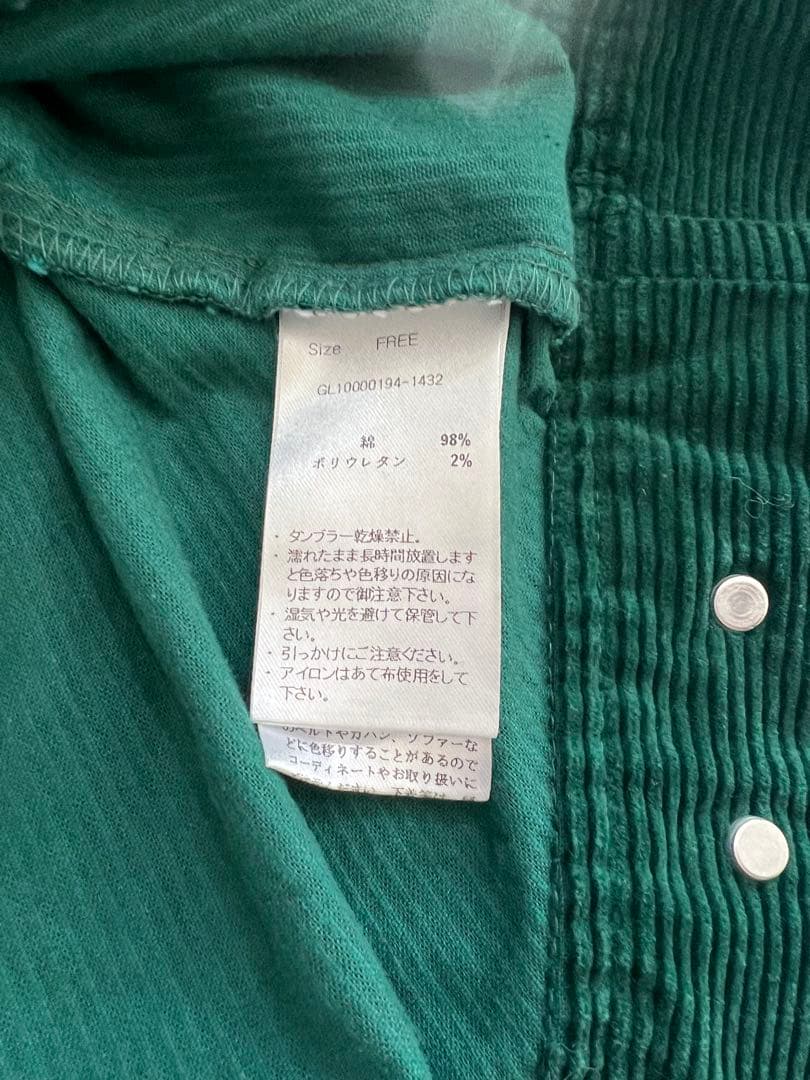 Size FREE
GL10000194-1432
綿 98%
ポリウレタン 2%
・タンブラー乾燥禁止。
・濡れたまま長時間放置します
と色落ちや色移りの原因にな
りますので御注意下さい。
・湿気や光を避けて保管して下
さい。
・引っかけにご注意ください。
・アイロンはあて布使用をして
下さい。
のベルトやカバン、ソファーな
どに色移りすることがあるので
コーディネートやお取り扱いに